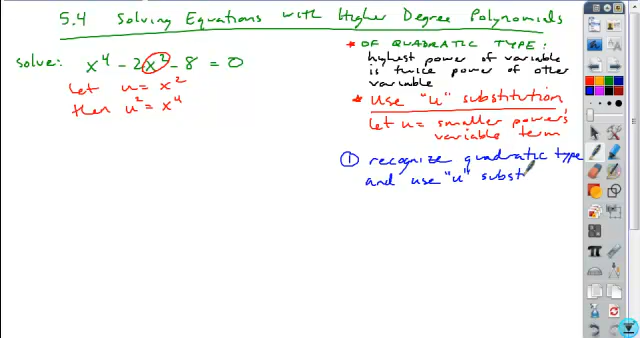 5.4 Solving Equations with Higher Degree Polynomials
solve: x⁴ - 2x² - 8 = 0
Let u = x²
then u² = x⁴
* OF QUADRATIC TYPE:
highest power of variable
is twice power of other
variable
* Use "u" substitution
let u = smaller power's
variable term
① recognize quadratic type
and use "u" subst